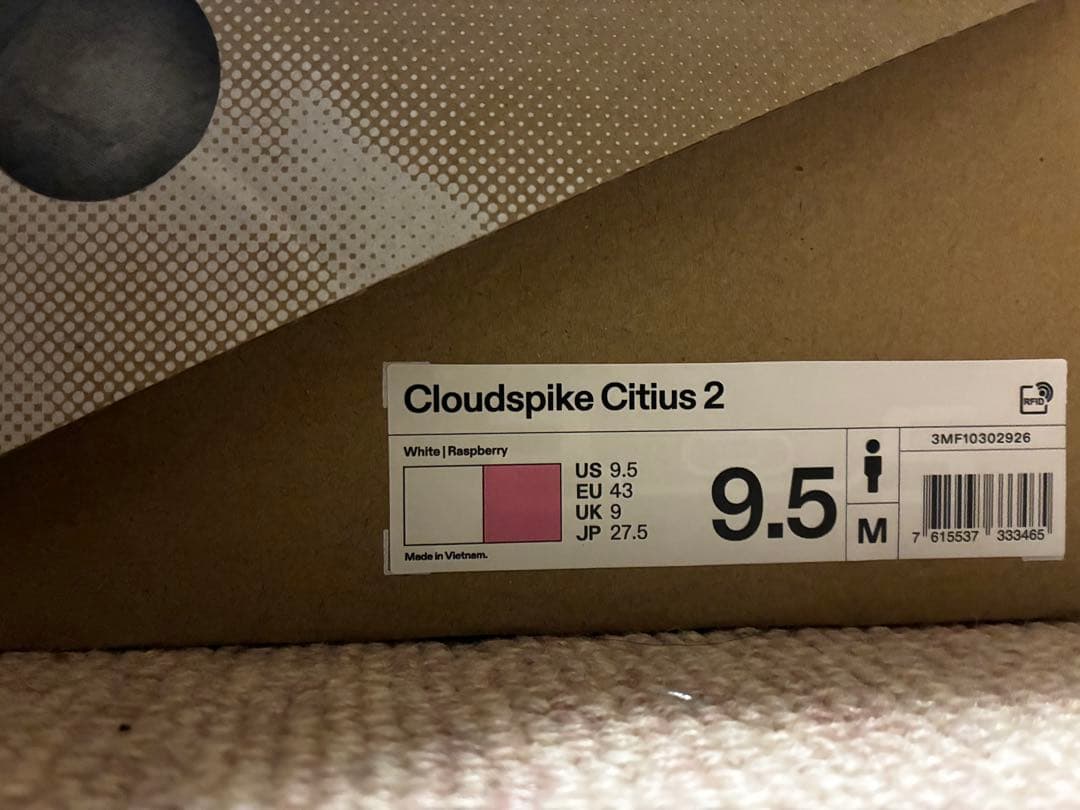 Cloudspike Citius 2
RFID
White | Raspberry
US 9.5
EU 43
UK 9
JP 27.5
Made in Vietnam.
9.5
M
3MF10302926
7 615537 333465